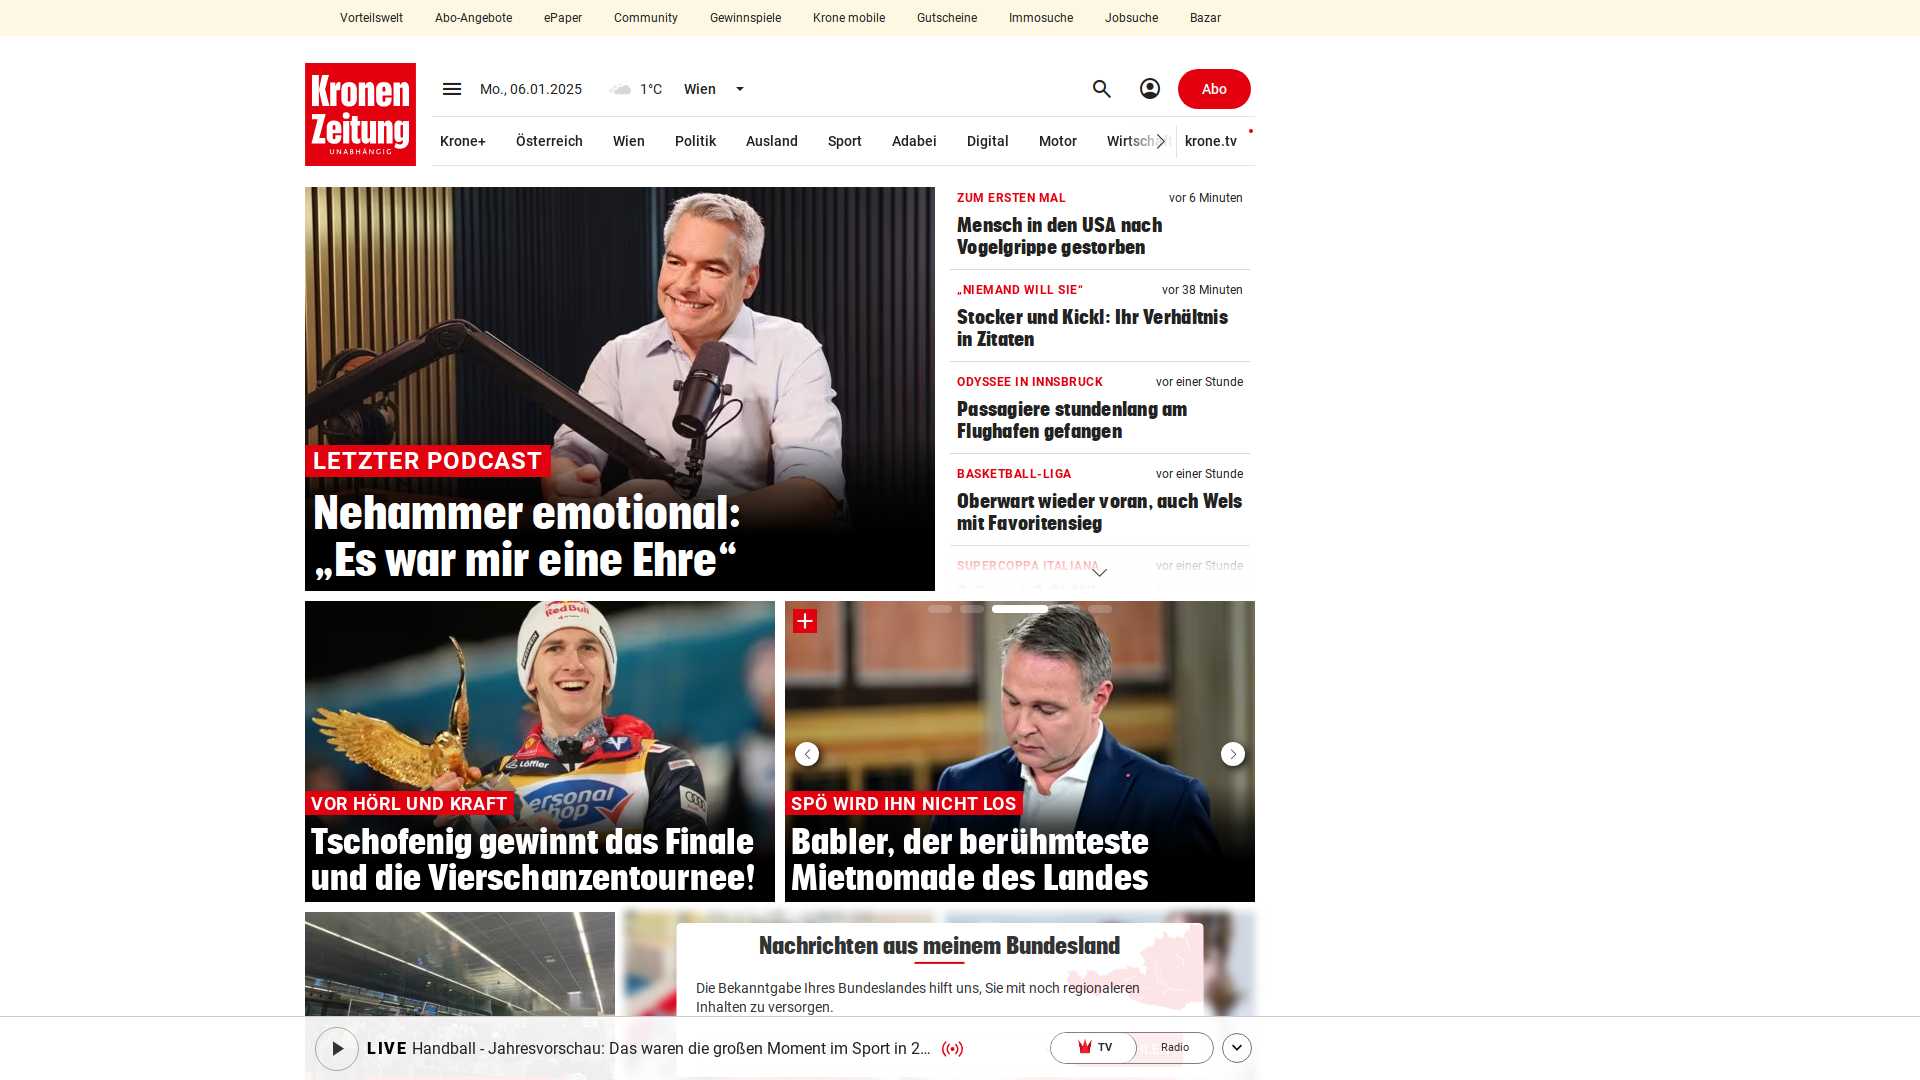 Vorteilswelt Abo-Angebote ePaper Community Gewinnspiele Krone mobile Gutscheine Immosuche Jobsuche Bazar
Kronen
Zeitung
UNABHÄNGIG
Mo., 06.01.2025 1°C Wien Abo
Krone+ Österreich Wien Politik Ausland Sport Adabei Digital Motor Wirtschaft krone.tv
LETZTER PODCAST
Nehammer emotional:
„Es war mir eine Ehre“
ZUM ERSTEN MAL vor 6 Minuten
Mensch in den USA nach
Vogelgrippe gestorben
„NIEMAND WILL SIE“ vor 38 Minuten
Stocker und Kickl: Ihr Verhältnis
in Zitaten
ODYSSEE IN INNSBRUCK vor einer Stunde
Passagiere stundenlang am
Flughafen gefangen
BASKETBALL-LIGA vor einer Stunde
Oberwart wieder voran, auch Wels
mit Favoritensieg
SUPERCOPPA ITALIANA vor einer Stunde
Red Bull
Löffler
ersonal
hop
VOR HÖRL UND KRAFT
Tschofenig gewinnt das Finale
und die Vierschanzentournee!
SPÖ WIRD IHN NICHT LOS
Babler, der berühmteste
Mietnomade des Landes
Nachrichten aus meinem Bundesland
Die Bekanntgabe Ihres Bundeslandes hilft uns, Sie mit noch regionaleren
Inhalten zu versorgen.
LIVE Handball - Jahresvorschau: Das waren die großen Moment im Sport in 2... TV Radio